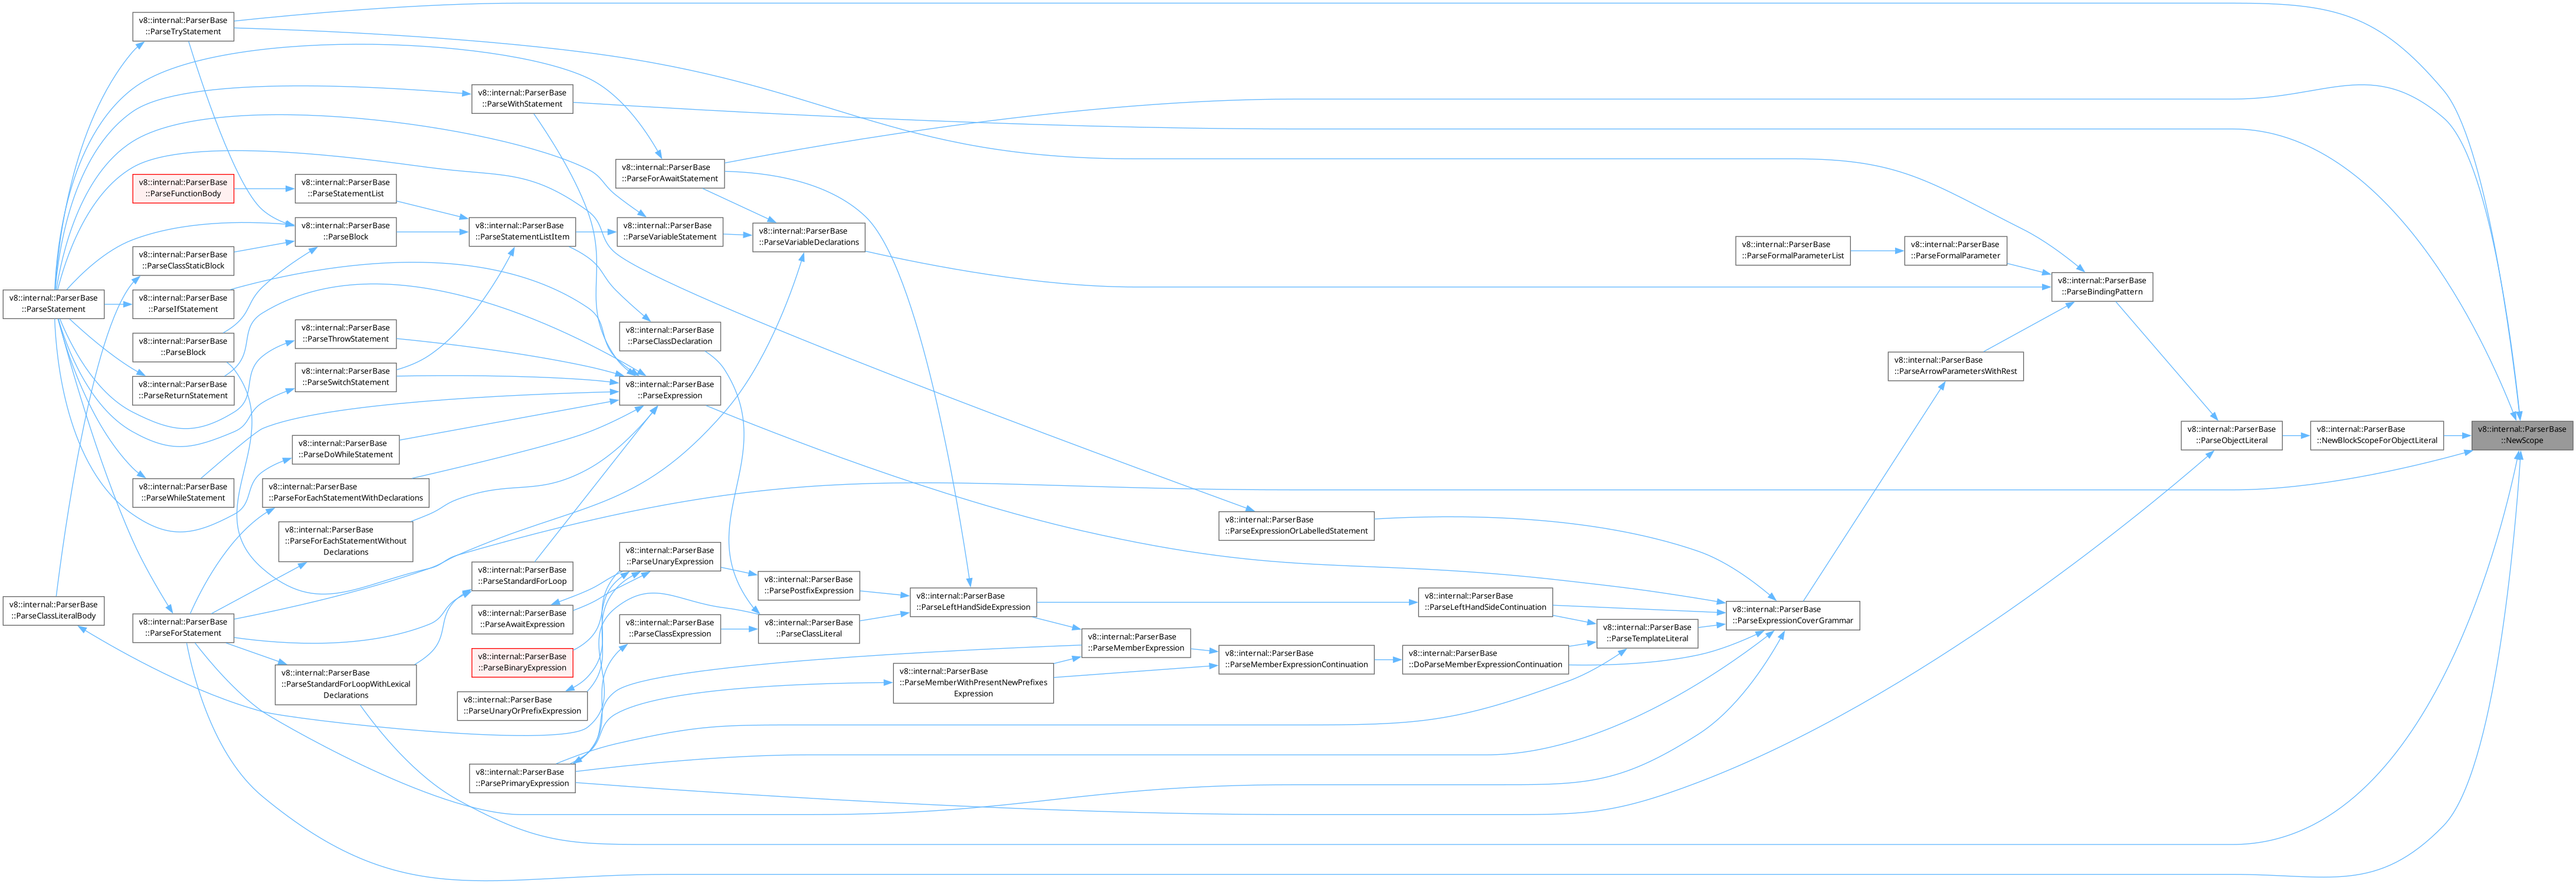 v8::internal::ParserBase
::ParseTryStatement
v8::internal::ParserBase
::ParseWithStatement
v8::internal::ParserBase
::ParseForAwaitStatement
v8::internal::ParserBase
::ParseFunctionBody
v8::internal::ParserBase
::ParseStatementList
v8::internal::ParserBase
::ParseBlock
v8::internal::ParserBase
::ParseStatementListItem
v8::internal::ParserBase
::ParseVariableStatement
v8::internal::ParserBase
::ParseVariableDeclarations
v8::internal::ParserBase
::ParseFormalParameterList
v8::internal::ParserBase
::ParseFormalParameter
v8::internal::ParserBase
::ParseClassStaticBlock
v8::internal::ParserBase
::ParseBindingPattern
v8::internal::ParserBase
::ParseStatement
v8::internal::ParserBase
::ParseIfStatement
v8::internal::ParserBase
::ParseBlock
v8::internal::ParserBase
::ParseThrowStatement
v8::internal::ParserBase
::ParseClassDeclaration
v8::internal::ParserBase
::ParseArrowParametersWithRest
v8::internal::ParserBase
::ParseReturnStatement
v8::internal::ParserBase
::ParseSwitchStatement
v8::internal::ParserBase
::ParseExpression
v8::internal::ParserBase
::ParseObjectLiteral
v8::internal::ParserBase
::NewBlockScopeForObjectLiteral
v8::internal::ParserBase
::NewScope
v8::internal::ParserBase
::ParseDoWhileStatement
v8::internal::ParserBase
::ParseWhileStatement
v8::internal::ParserBase
::ParseForEachStatementWithDeclarations
v8::internal::ParserBase
::ParseForEachStatementWithout
Declarations
v8::internal::ParserBase
::ParseExpressionOrLabelledStatement
v8::internal::ParserBase
::ParseUnaryExpression
v8::internal::ParserBase
::ParseStandardForLoop
v8::internal::ParserBase
::ParsePostfixExpression
v8::internal::ParserBase
::ParseLeftHandSideExpression
v8::internal::ParserBase
::ParseLeftHandSideContinuation
v8::internal::ParserBase
::ParseExpressionCoverGrammar
v8::internal::ParserBase
::ParseClassLiteralBody
v8::internal::ParserBase
::ParseForStatement
v8::internal::ParserBase
::ParseAwaitExpression
v8::internal::ParserBase
::ParseClassExpression
v8::internal::ParserBase
::ParseClassLiteral
v8::internal::ParserBase
::ParseTemplateLiteral
v8::internal::ParserBase
::ParseMemberExpression
v8::internal::ParserBase
::ParseBinaryExpression
v8::internal::ParserBase
::ParseMemberExpressionContinuation
v8::internal::ParserBase
::DoParseMemberExpressionContinuation
v8::internal::ParserBase
::ParseStandardForLoopWithLexical
Declarations
v8::internal::ParserBase
::ParseMemberWithPresentNewPrefixes
Expression
v8::internal::ParserBase
::ParseUnaryOrPrefixExpression
v8::internal::ParserBase
::ParsePrimaryExpression